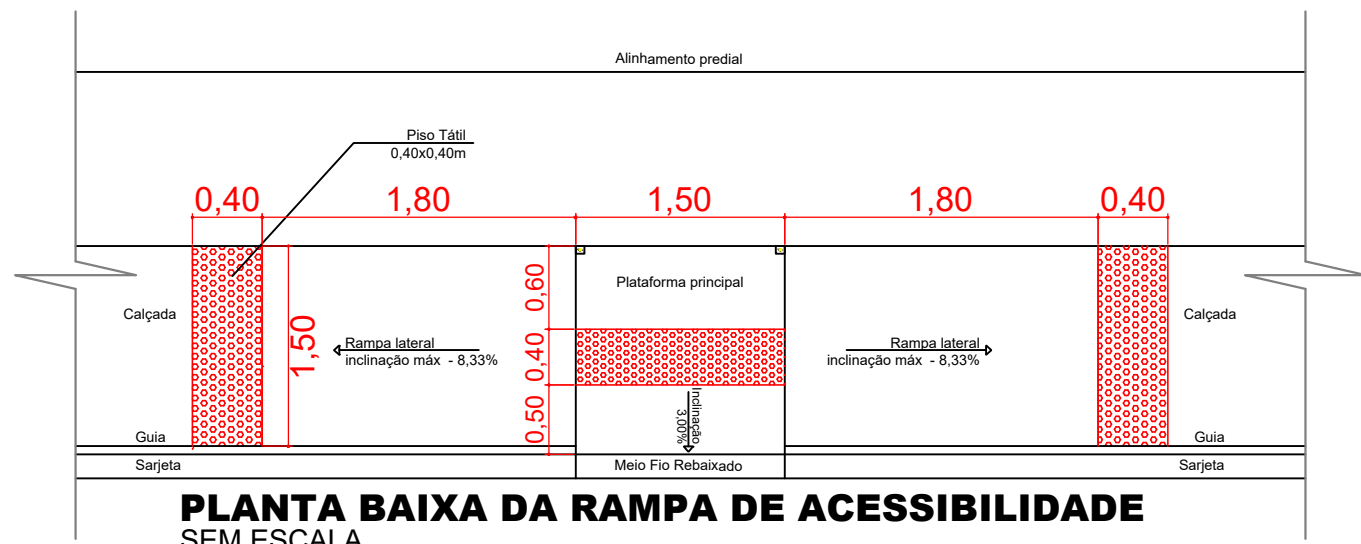 Alinhamento predial
Piso Tátil
0,40x0,40m
0,40
1,80
1,50
1,80
0,40
Plataforma principal
0,60
Calçada
Calçada
1,50
Rampa lateral
inclinação máx - 8,33%
0,40
Rampa lateral
inclinação máx - 8,33%
Inclinação
3,00%
0,50
Guia
Guia
Sarjeta
Meio Fio Rebaixado
Sarjeta
PLANTA BAIXA DA RAMPA DE ACESSIBILIDADE
SEM ESCALA